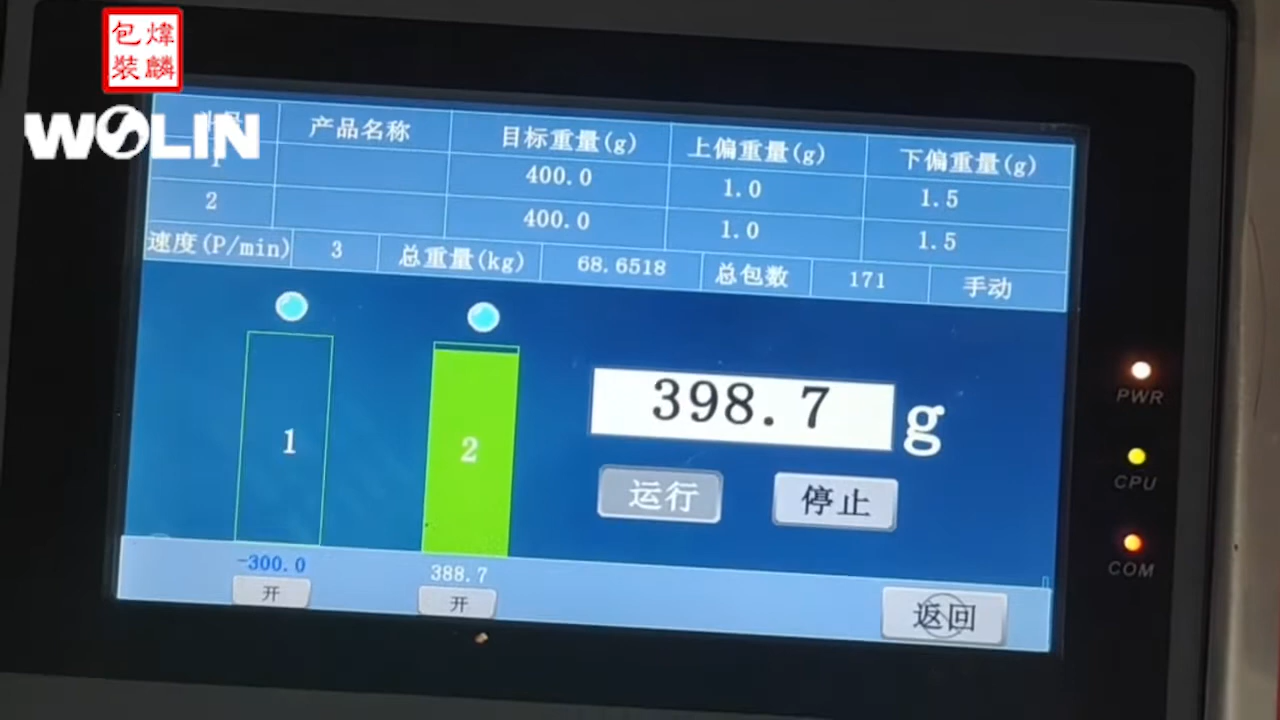 包煒
裝麟
WOLIN
产品名称 目标重量(g) 上偏重量(g) 下偏重量(g)
1 400.0 1.0 1.5
2 400.0 1.0 1.5
速度(P/min) 3 总重量(kg) 68.6518 总包数 171 手动
1 2 398.7 g
运行 停止
-300.0 388.7
开 开 返回
PWR
CPU
COM